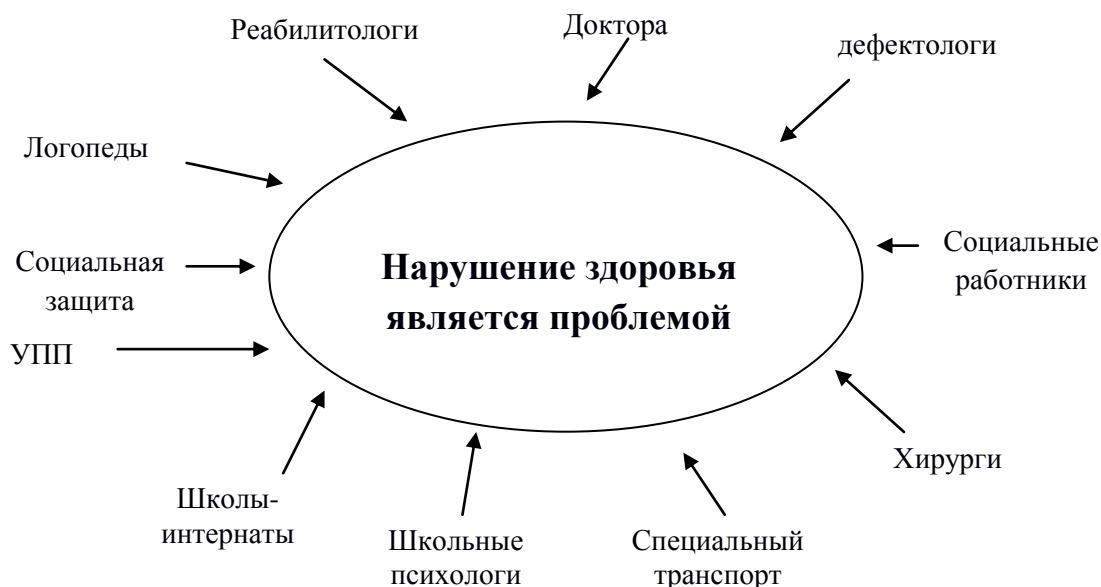 Реабилитологи
Доктора
дефектологи
Логопеды
Социальная
защита
Нарушение здоровья
является проблемой
Социальные
работники
УПП
Хирурги
Школы-
интернаты
Школьные
психологи
Специальный
транспорт